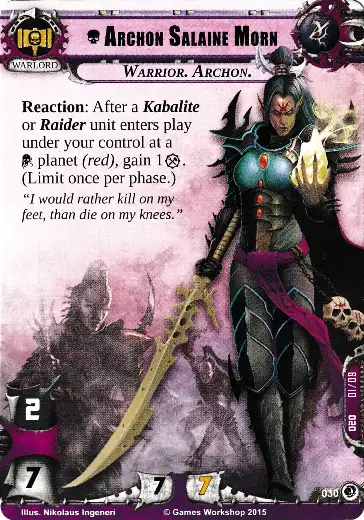 Archon Salaine Morn
WARLORD
Warrior. Archon.
Reaction: After a Kabalite
or Raider unit enters play
under your control at a
planet (red), gain 1.
(Limit once per phase.)
“I would rather kill on my
feet, than die on my knees.”
2
7
7 7
020
030
Illus. Nikolaus Ingeneri
© Games Workshop 2015